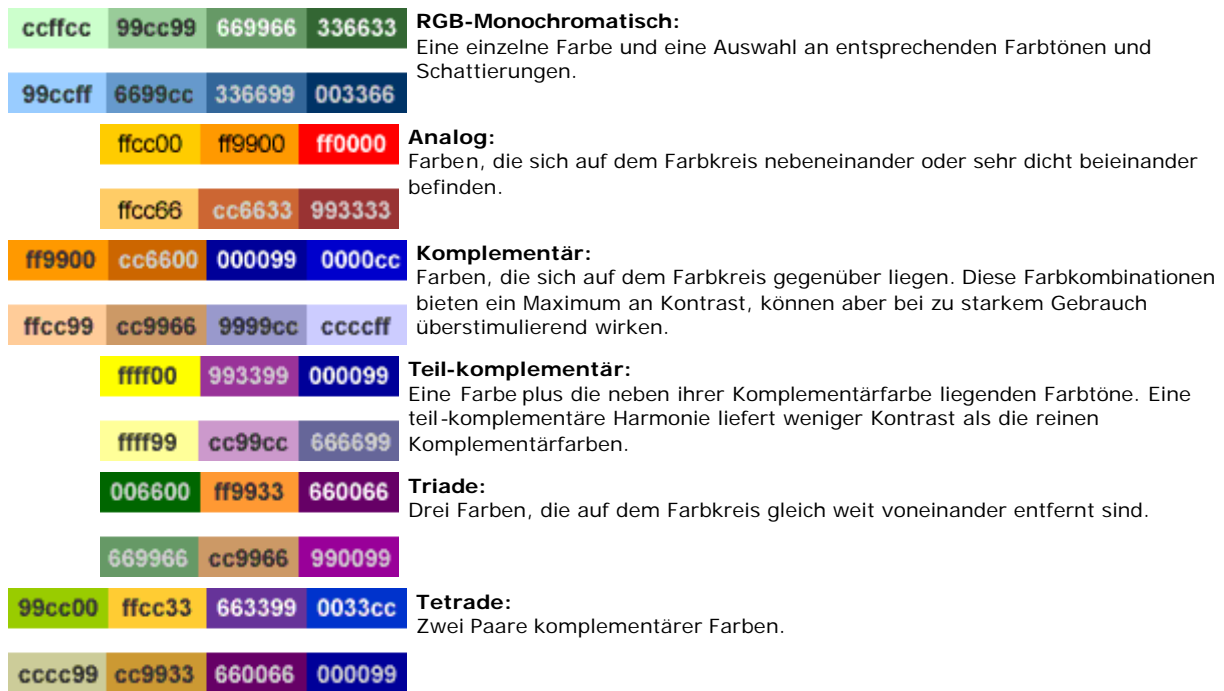 ccffcc 99cc99 669966 336633
RGB-Monochromatisch:
Eine einzelne Farbe und eine Auswahl an entsprechenden Farbtönen und
Schattierungen.
99ccff 6699cc 336699 003366
ffcc00 ff9900 ff0000
Analog:
Farben, die sich auf dem Farbkreis nebeneinander oder sehr dicht beieinander
befinden.
ffcc66 cc6633 993333
ff9900 cc6600 000099 0000cc
Komplementär:
Farben, die sich auf dem Farbkreis gegenüber liegen. Diese Farbkombinationen
bieten ein Maximum an Kontrast, können aber bei zu starkem Gebrauch
überstimulierend wirken.
ffcc99 cc9966 9999cc ccccff
ffff00 993399 000099
Teil-komplementär:
Eine Farbe plus die neben ihrer Komplementärfarbe liegenden Farbtöne. Eine
teil-komplementäre Harmonie liefert weniger Kontrast als die reinen
Komplementärfarben.
ffff99 cc99cc 666699
006600 ff9933 660066
Triade:
Drei Farben, die auf dem Farbkreis gleich weit voneinander entfernt sind.
669966 cc9966 990099
99cc00 ffcc33 663399 0033cc
Tetrade:
Zwei Paare komplementärer Farben.
cccc99 cc9933 660066 000099